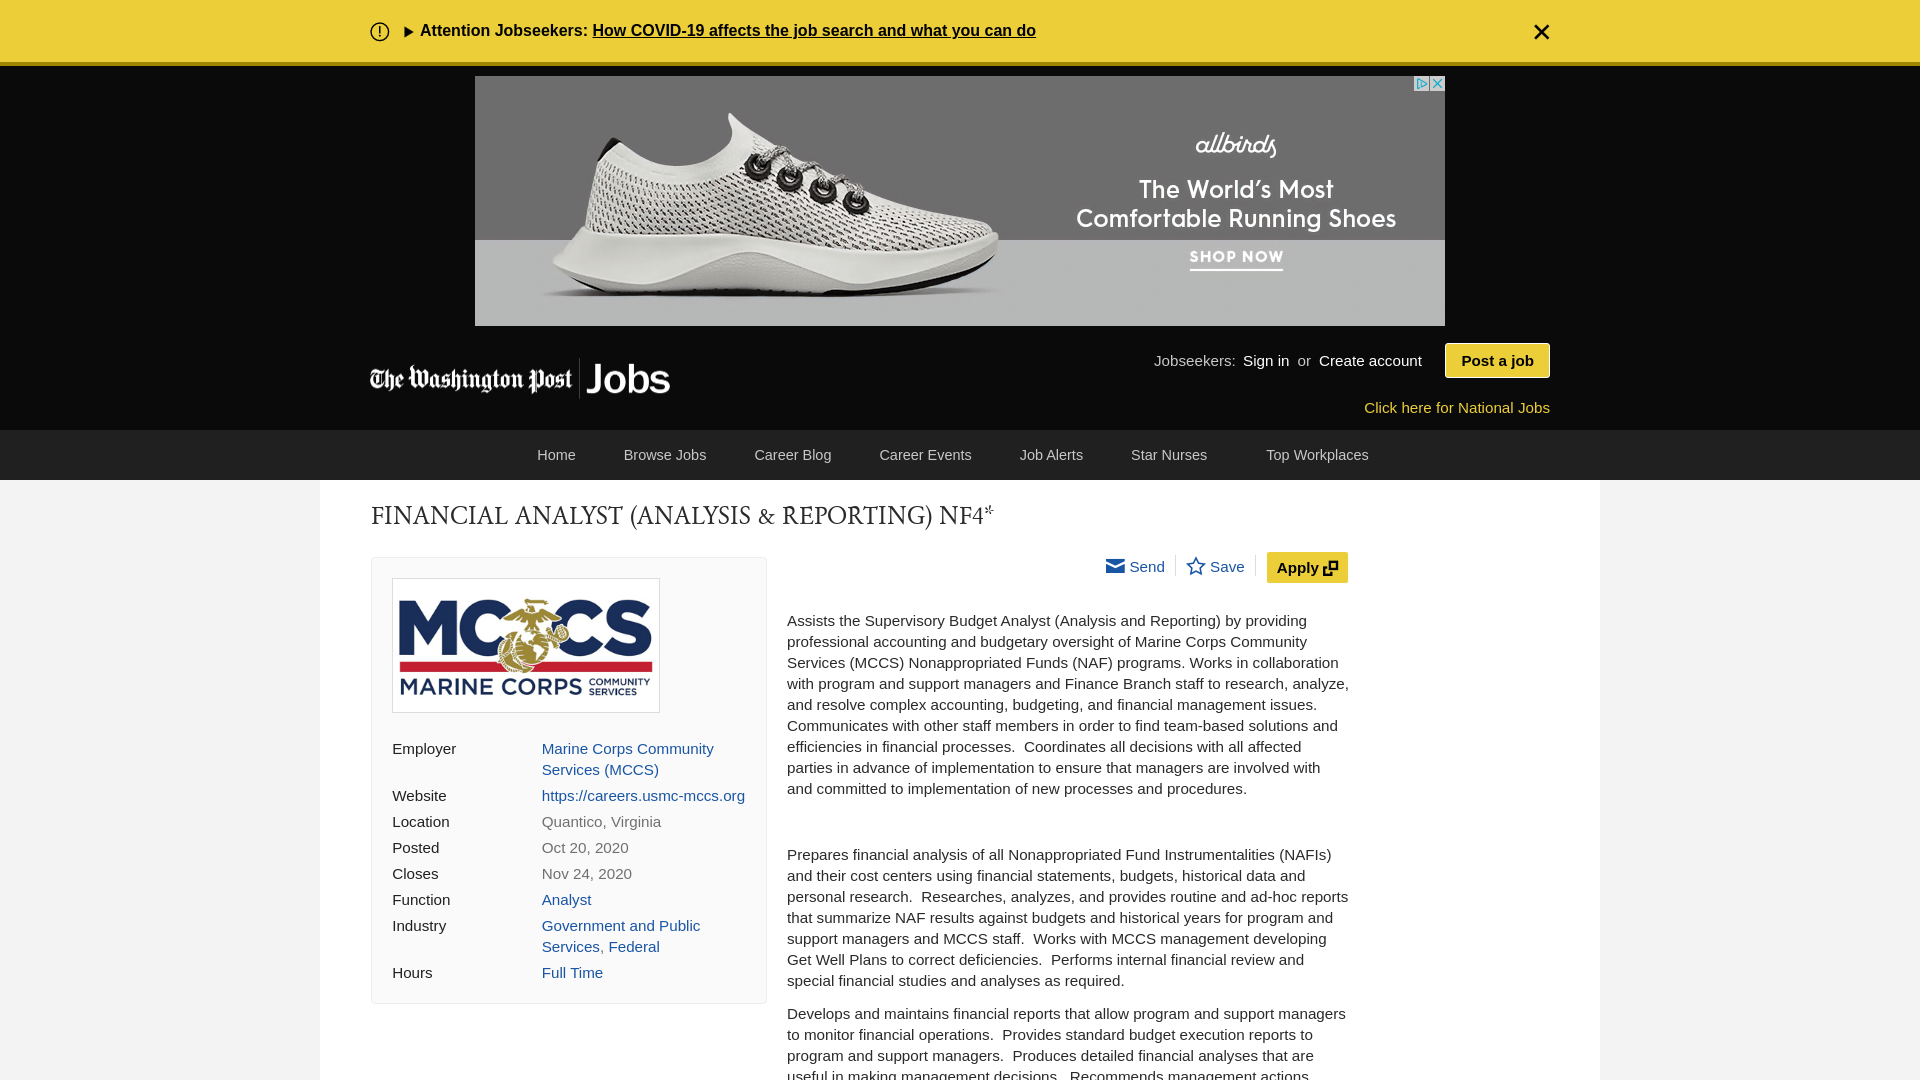 Attention Jobseekers: How COVID-19 affects the job search and what you can do
allbirds
The World's Most
Comfortable Running Shoes
SHOP NOW
Jobseekers: Sign in or Create account
Post a job
The Washington Post Jobs
Click here for National Jobs
Home Browse Jobs Career Blog Career Events Job Alerts Star Nurses Top Workplaces
FINANCIAL ANALYST (ANALYSIS & REPORTING) NF4*
Send Save Apply
MCCS
MARINE CORPS COMMUNITY SERVICES
Employer Marine Corps Community
Services (MCCS)
Website https://careers.usmc-mccs.org
Location Quantico, Virginia
Posted Oct 20, 2020
Closes Nov 24, 2020
Function Analyst
Industry Government and Public
Services, Federal
Hours Full Time
Assists the Supervisory Budget Analyst (Analysis and Reporting) by providing
professional accounting and budgetary oversight of Marine Corps Community
Services (MCCS) Nonappropriated Funds (NAF) programs. Works in collaboration
with program and support managers and Finance Branch staff to research, analyze,
and resolve complex accounting, budgeting, and financial management issues.
Communicates with other staff members in order to find team-based solutions and
efficiencies in financial processes.  Coordinates all decisions with all affected
parties in advance of implementation to ensure that managers are involved with
and committed to implementation of new processes and procedures.
Prepares financial analysis of all Nonappropriated Fund Instrumentalities (NAFIs)
and their cost centers using financial statements, budgets, historical data and
personal research.  Researches, analyzes, and provides routine and ad-hoc reports
that summarize NAF results against budgets and historical years for program and
support managers and MCCS staff.  Works with MCCS management developing
Get Well Plans to correct deficiencies.  Performs internal financial review and
special financial studies and analyses as required.
Develops and maintains financial reports that allow program and support managers
to monitor financial operations.  Provides standard budget execution reports to
program and support managers.  Produces detailed financial analyses that are
useful in making management decisions.  Recommends management actions